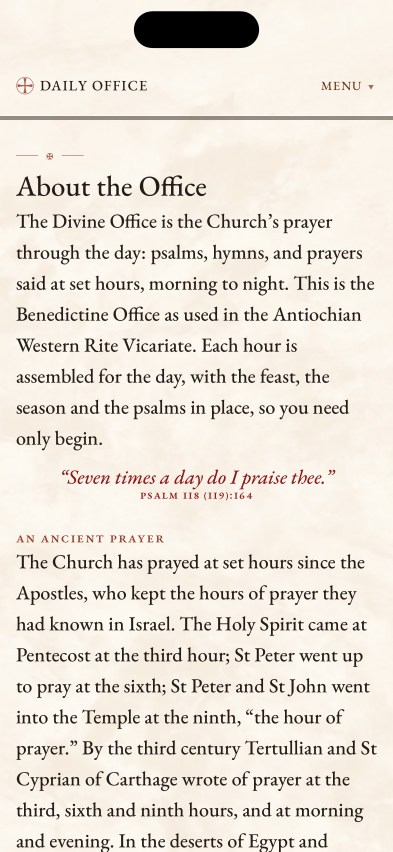 DAILY OFFICE
MENU ▾
About the Office
The Divine Office is the Church’s prayer
through the day: psalms, hymns, and prayers
said at set hours, morning to night. This is the
Benedictine Office as used in the Antiochian
Western Rite Vicariate. Each hour is
assembled for the day, with the feast, the
season and the psalms in place, so you need
only begin.
“Seven times a day do I praise thee.”
PSALM 118 (119):164
AN ANCIENT PRAYER
The Church has prayed at set hours since the
Apostles, who kept the hours of prayer they
had known in Israel. The Holy Spirit came at
Pentecost at the third hour; St Peter went up
to pray at the sixth; St Peter and St John went
into the Temple at the ninth, “the hour of
prayer.” By the third century Tertullian and St
Cyprian of Carthage wrote of prayer at the
third, sixth and ninth hours, and at morning
and evening. In the deserts of Egypt and